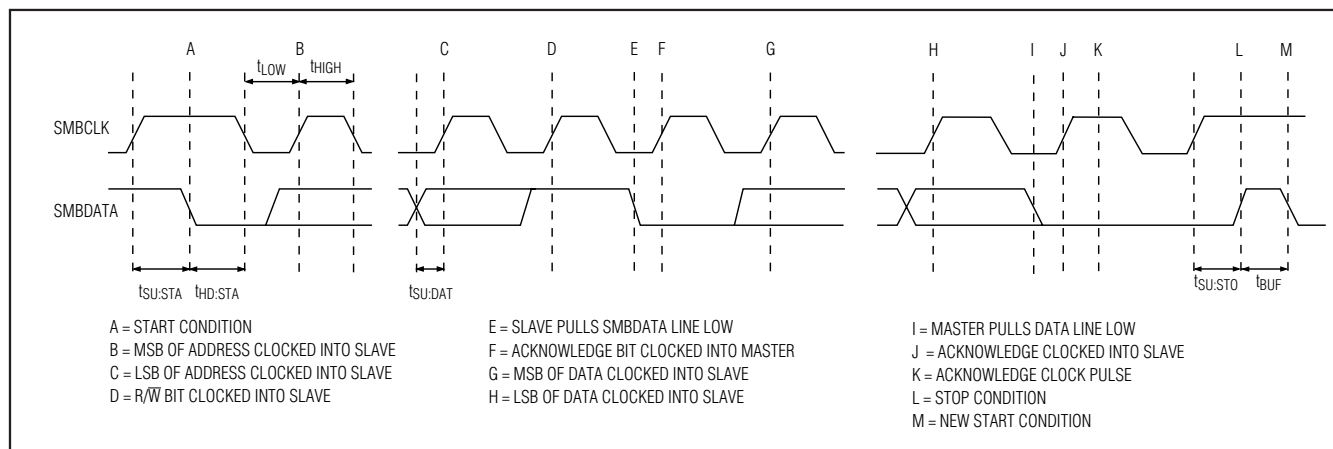 A B C D E F G H I J K L M
tLOW tHIGH
SMBCLK
SMBDATA
tSU:STA tHD:STA tSU:DAT tSU:STO tBUF
A = START CONDITION
B = MSB OF ADDRESS CLOCKED INTO SLAVE
C = LSB OF ADDRESS CLOCKED INTO SLAVE
D = R/W̅ BIT CLOCKED INTO SLAVE
E = SLAVE PULLS SMBDATA LINE LOW
F = ACKNOWLEDGE BIT CLOCKED INTO MASTER
G = MSB OF DATA CLOCKED INTO SLAVE
H = LSB OF DATA CLOCKED INTO SLAVE
I = MASTER PULLS DATA LINE LOW
J = ACKNOWLEDGE CLOCKED INTO SLAVE
K = ACKNOWLEDGE CLOCK PULSE
L = STOP CONDITION
M = NEW START CONDITION